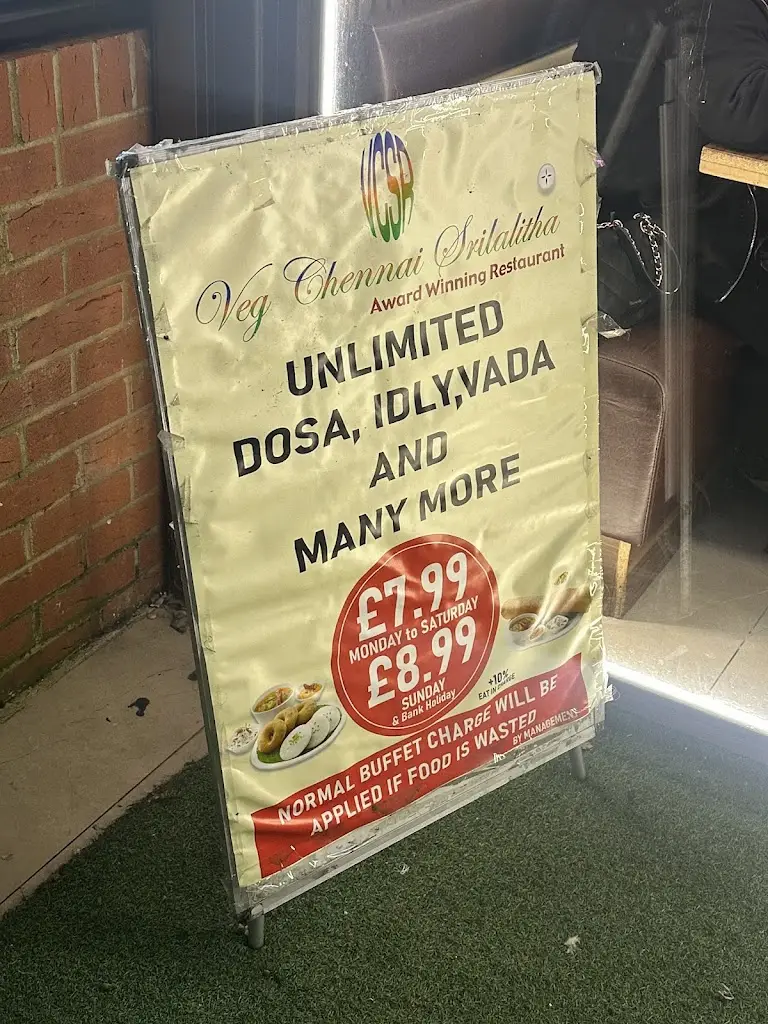 VCSR
Veg Chennai Srilalitha
Award Winning Restaurant
UNLIMITED
DOSA, IDLY,VADA
AND
MANY MORE
£7.99
MONDAY to SATURDAY
£8.99
SUNDAY
& Bank Holiday
+10%
EAT IN CHARGE
NORMAL BUFFET CHARGE WILL BE
APPLIED IF FOOD IS WASTED
BY MANAGEMENT